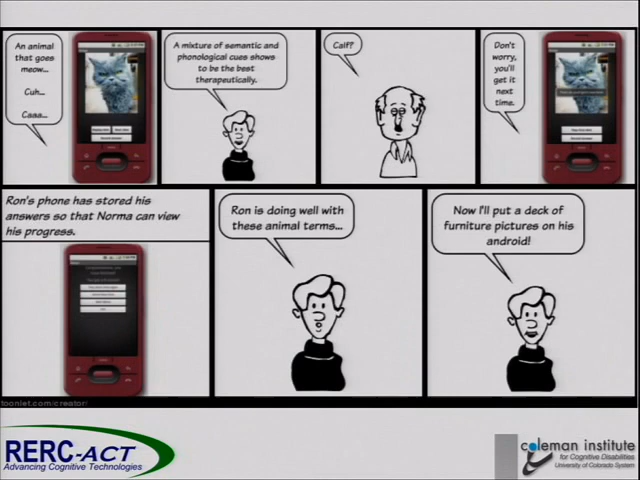 An animal
that goes
meow...
Cuh...
Caaa...
A mixture of semantic and
phonological cues shows
to be the best
therapeutically.
Calf?
Don't
worry,
you'll
get it
next
time.
Ron's phone has stored his
answers so that Norma can view
his progress.
Ron is doing well with
these animal terms...
Now I'll put a deck of
furniture pictures on his
android!
toonlet.com/creator/
RERC-ACT
Advancing Cognitive Technologies
coleman institute
for Cognitive Disabilities
University of Colorado System